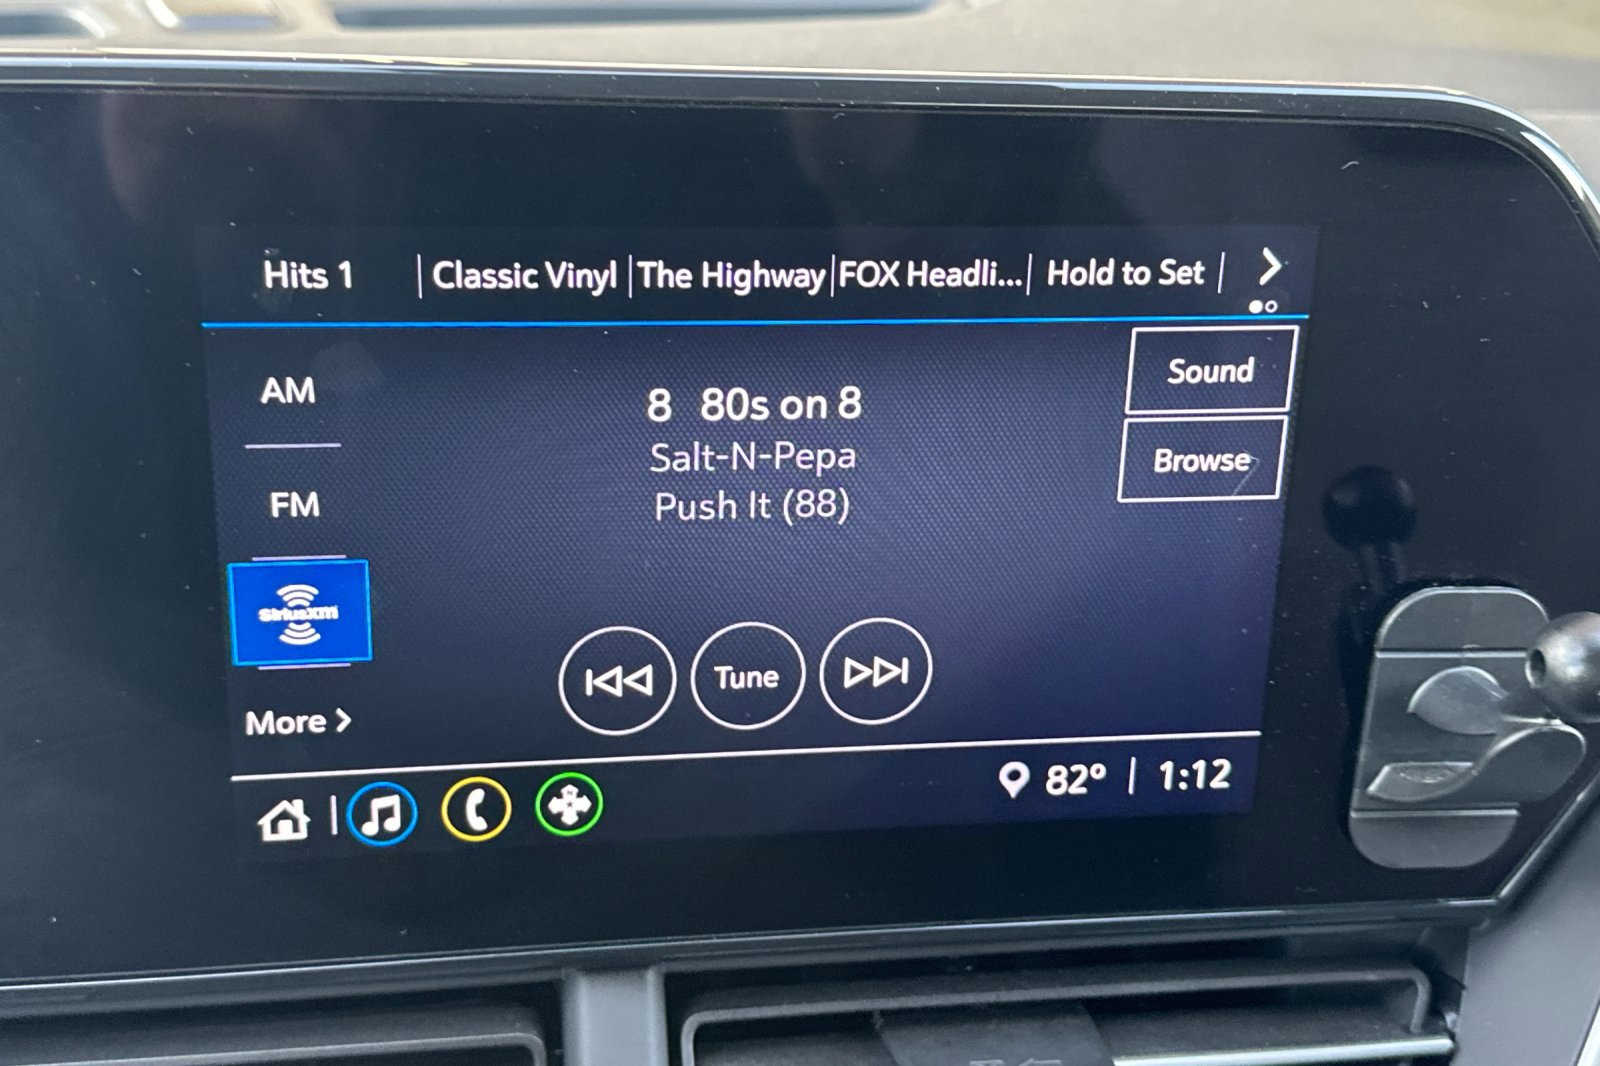 Hits 1 | Classic Vinyl | The Highway | FOX Headli... | Hold to Set |
AM
FM
SiriusXM
More >
8 80s on 8
Salt-N-Pepa
Push It (88)
Tune
Sound
Browse
N
82° | 1:12